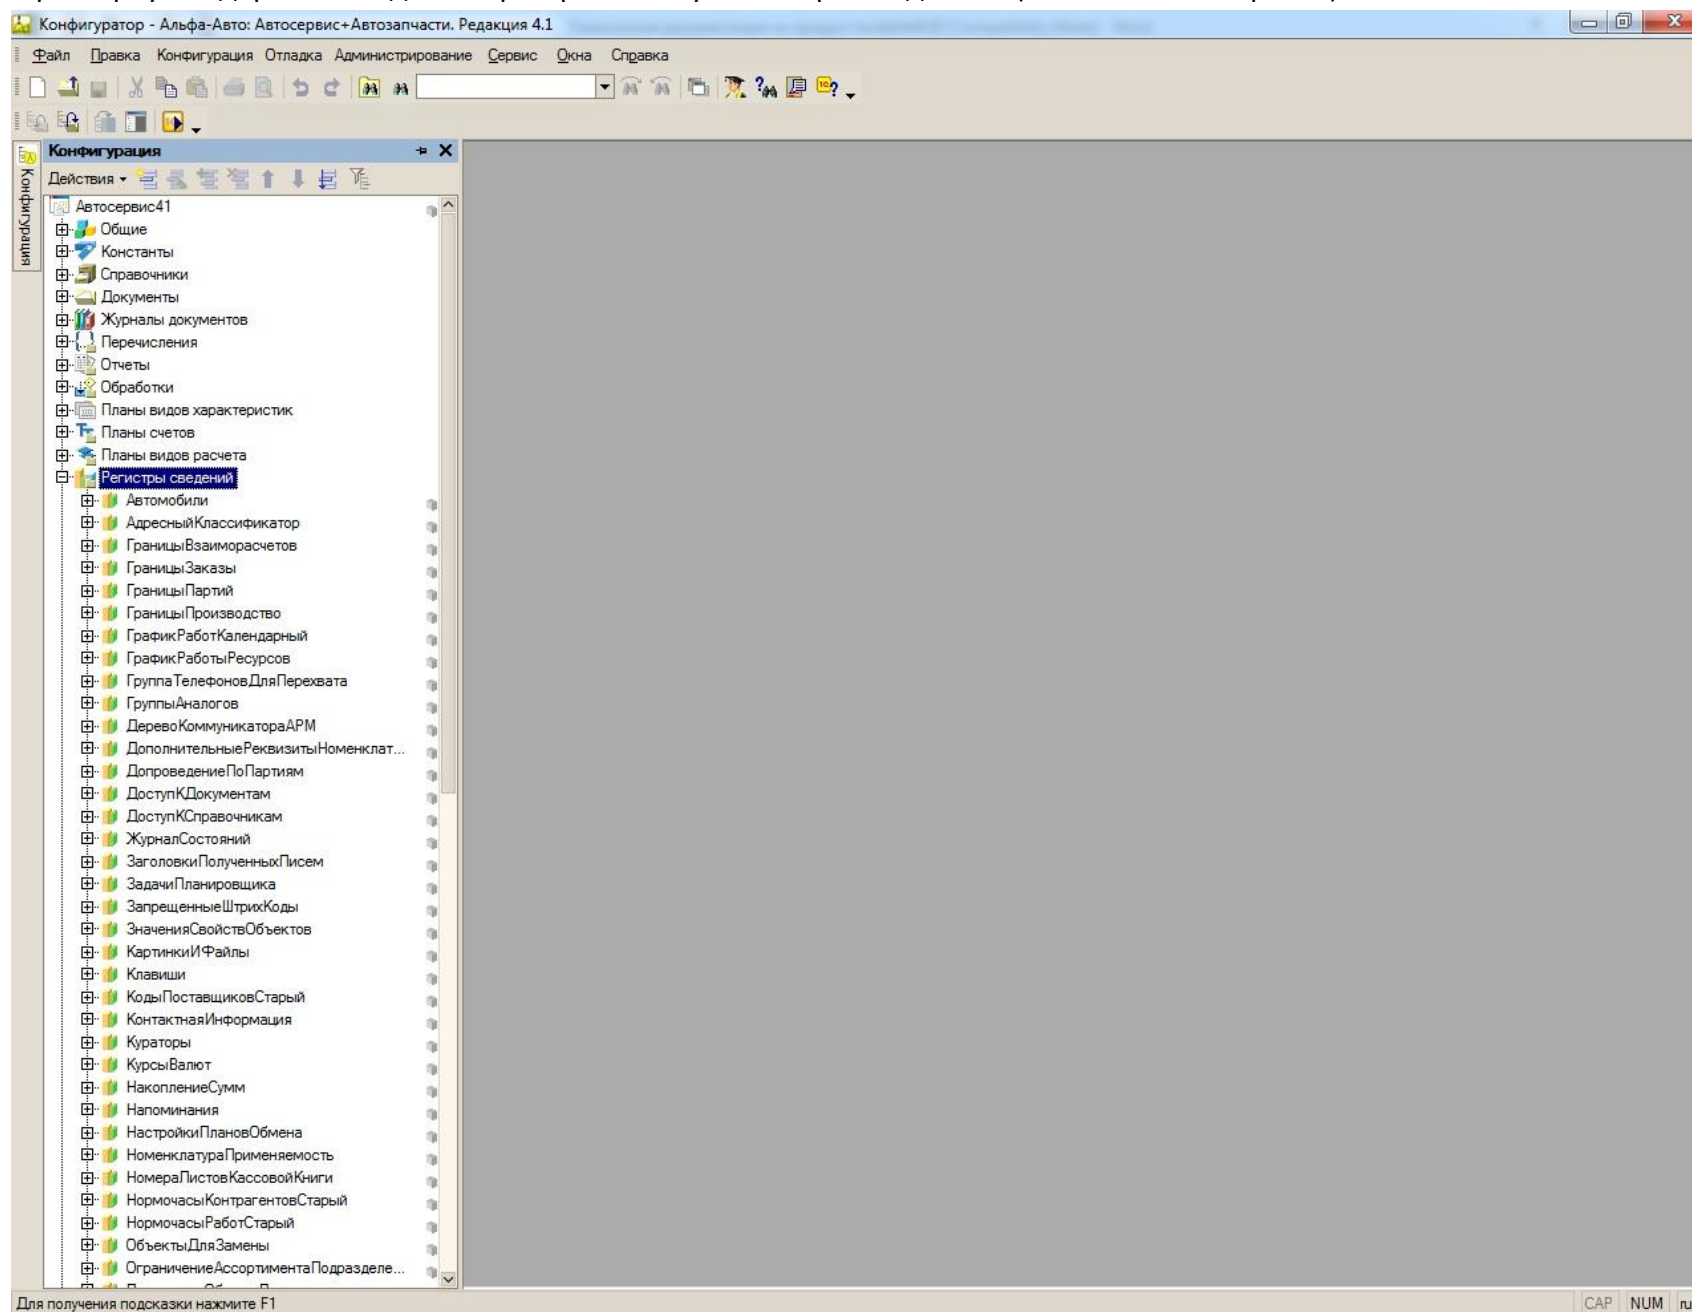 Конфигуратор - Альфа-Авто: Автосервис+Автозапчасти. Редакция 4.1
Файл Правка Конфигурация Отладка Администрирование Сервис Окна Справка
Конфигурация
Конфигурация
Действия
Автосервис41
Общие
Константы
Справочники
Документы
Журналы документов
Перечисления
Отчеты
Обработки
Планы видов характеристик
Планы счетов
Планы видов расчета
Регистры сведений
Автомобили
АдресныйКлассификатор
ГраницыВзаиморасчетов
ГраницыЗаказы
ГраницыПартий
ГраницыПроизводство
ГрафикРаботКалендарный
ГрафикРаботыРесурсов
ГруппаТелефоновДляПерехвата
ГруппыАналогов
ДеревоКоммуникатораАРМ
ДополнительныеРеквизитыНоменклат...
ДопроведениеПоПартиям
ДоступКДокументам
ДоступКСправочникам
ЖурналСостояний
ЗаголовкиПолученныхПисем
ЗадачиПланировщика
ЗапрещенныеШтрихКоды
ЗначенияСвойствОбъектов
КартинкиИФайлы
Клавиши
КодыПоставщиковСтарый
КонтактнаяИнформация
Кураторы
КурсыВалют
НакоплениеСумм
Напоминания
НастройкиПлановОбмена
НоменклатураПрименяемость
НомераЛистовКассовойКниги
НормочасыКонтрагентовСтарый
НормочасыРаботСтарый
ОбъектыДляЗамены
ОграничениеАссортиментаПодразделе...
Для получения подсказки нажмите F1
CAP NUM ru